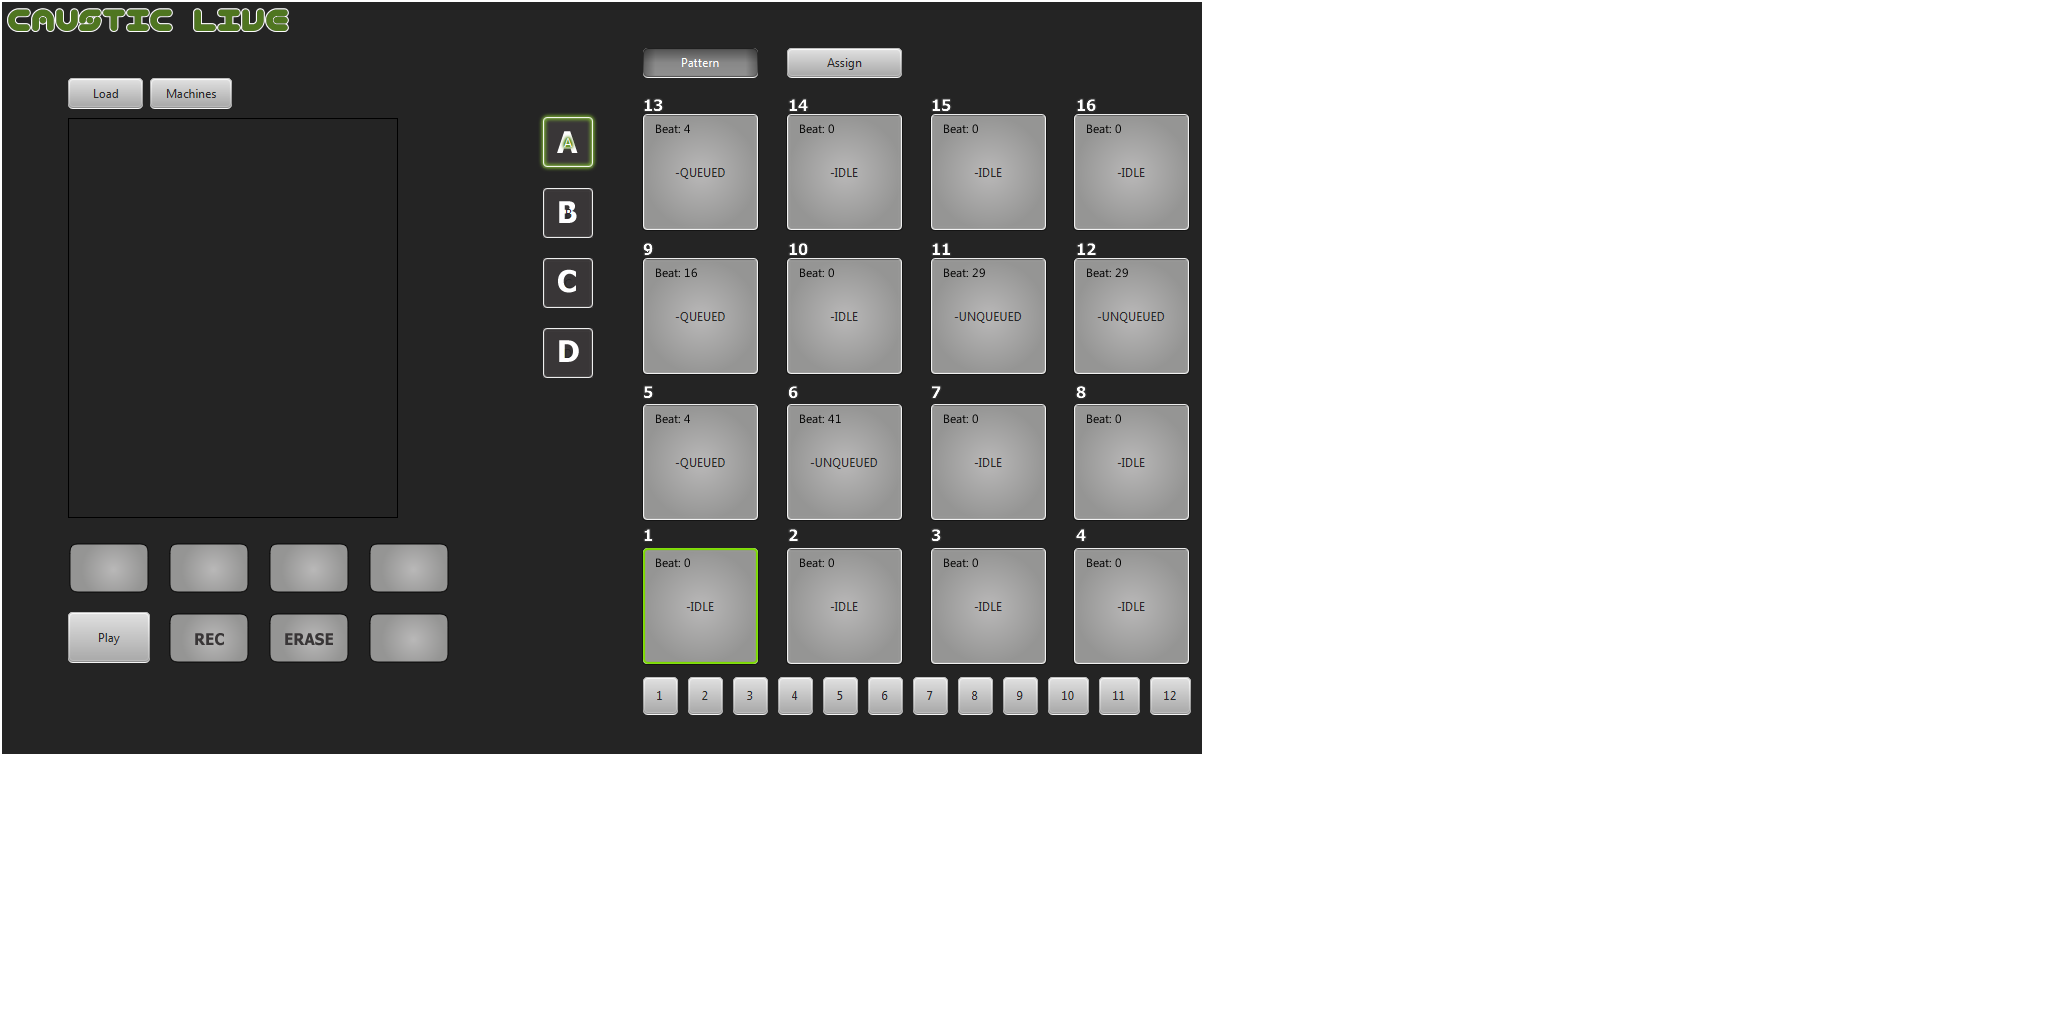 CAUSTIC LIVE
Pattern Assign
Load Machines
13 14 15 16
A
Beat: 4 Beat: 0 Beat: 0 Beat: 0
-QUEUED -IDLE -IDLE -IDLE
B
9 10 11 12
Beat: 16 Beat: 0 Beat: 29 Beat: 29
C
-QUEUED -IDLE -UNQUEUED -UNQUEUED
D
5 6 7 8
Beat: 4 Beat: 41 Beat: 0 Beat: 0
-QUEUED -UNQUEUED -IDLE -IDLE
1 2 3 4
Beat: 0 Beat: 0 Beat: 0 Beat: 0
-IDLE -IDLE -IDLE -IDLE
Play REC ERASE
1 2 3 4 5 6 7 8 9 10 11 12